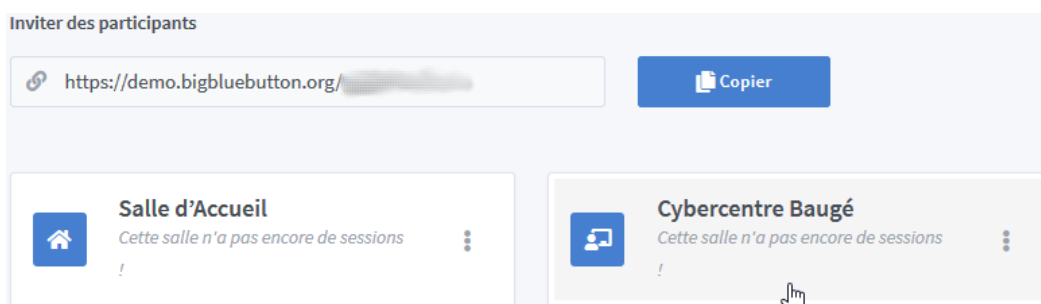 Inviter des participants
https://demo.bigbluebutton.org/
Copier
Salle d’Accueil
Cette salle n'a pas encore de sessions
!
Cybercentre Baugé
Cette salle n'a pas encore de sessions
!